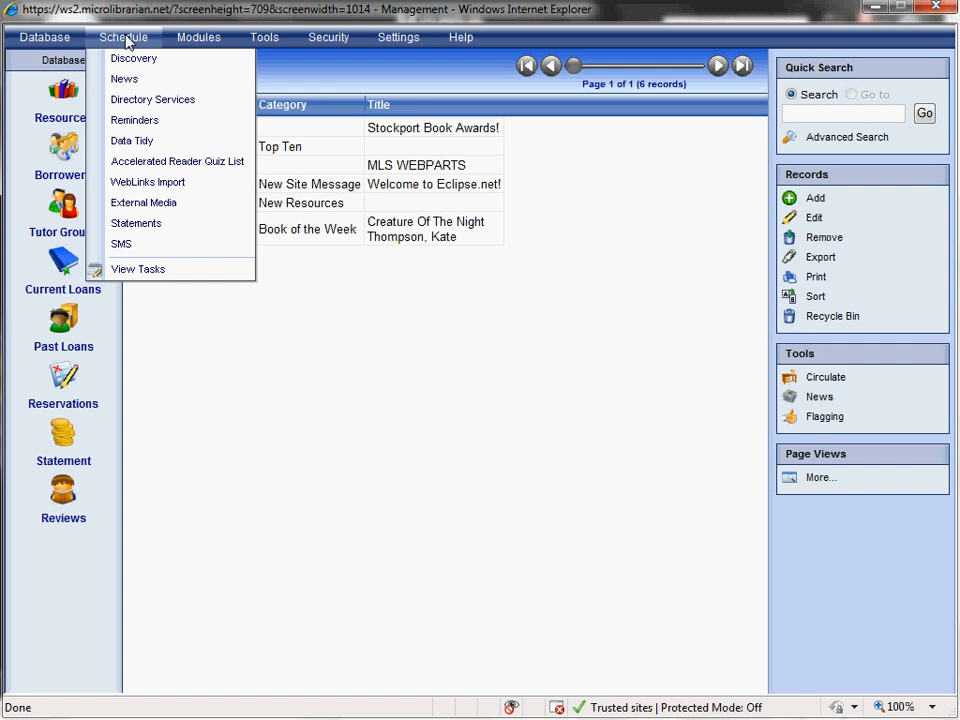 https://ws2.microlibrarian.net/?screenheight=709&screenwidth=1014 - Management - Windows Internet Explorer
Database Schedule Modules Tools Security Settings Help
Database
Resource
Borrower
Tutor Grou
Current Loans
Past Loans
Reservations
Statement
Reviews
Discovery
News
Directory Services
Reminders
Data Tidy
Accelerated Reader Quiz List
WebLinks Import
External Media
Statements
SMS
View Tasks
Page 1 of 1 (6 records)
Category Title
Stockport Book Awards!
Top Ten
MLS WEBPARTS
New Site Message Welcome to Eclipse.net!
New Resources
Book of the Week Creature Of The Night
Thompson, Kate
Quick Search
Search Go to
Go
Advanced Search
Records
Add
Edit
Remove
Export
Print
Sort
Recycle Bin
Tools
Circulate
News
Flagging
Page Views
More...
Done Trusted sites | Protected Mode: Off 100%